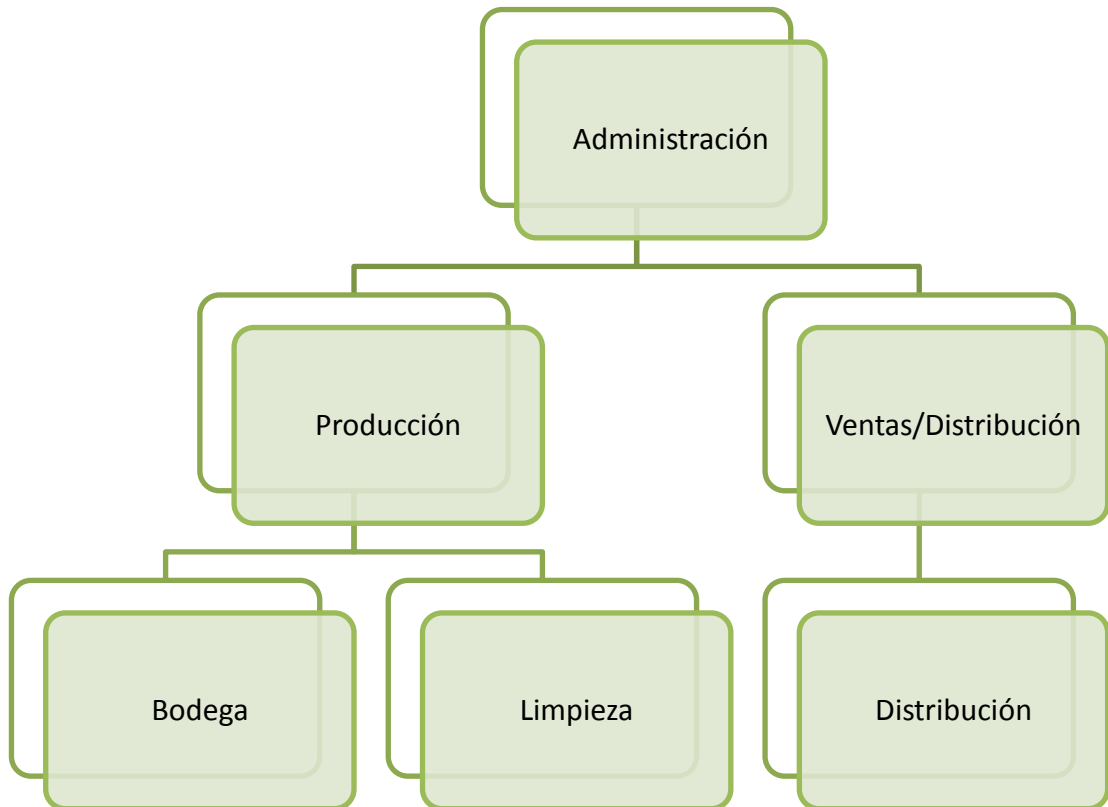 Administración
Producción
Ventas/Distribución
Bodega
Limpieza
Distribución